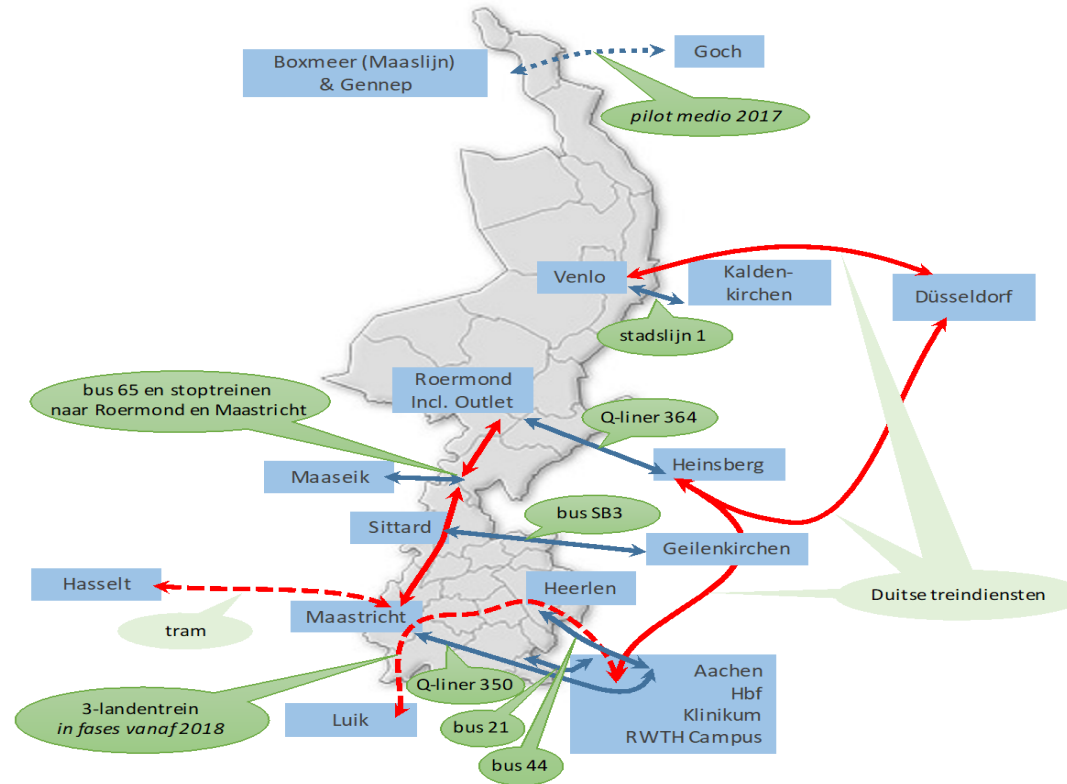 Boxmeer (Maaslijn)
& Gennep
Goch
pilot medio 2017
Venlo
Kalden-
kirchen
Düsseldorf
stadslijn 1
bus 65 en stoptreinen
naar Roermond en Maastricht
Roermond
Incl. Outlet
Q-liner 364
Maaseik
Heinsberg
bus SB3
Sittard
Geilenkirchen
Hasselt
Heerlen
Duitse treindiensten
Maastricht
tram
Q-liner 350
Aachen
Hbf
Klinikum
RWTH Campus
3-landentrein
in fases vanaf 2018
Luik
bus 21
bus 44